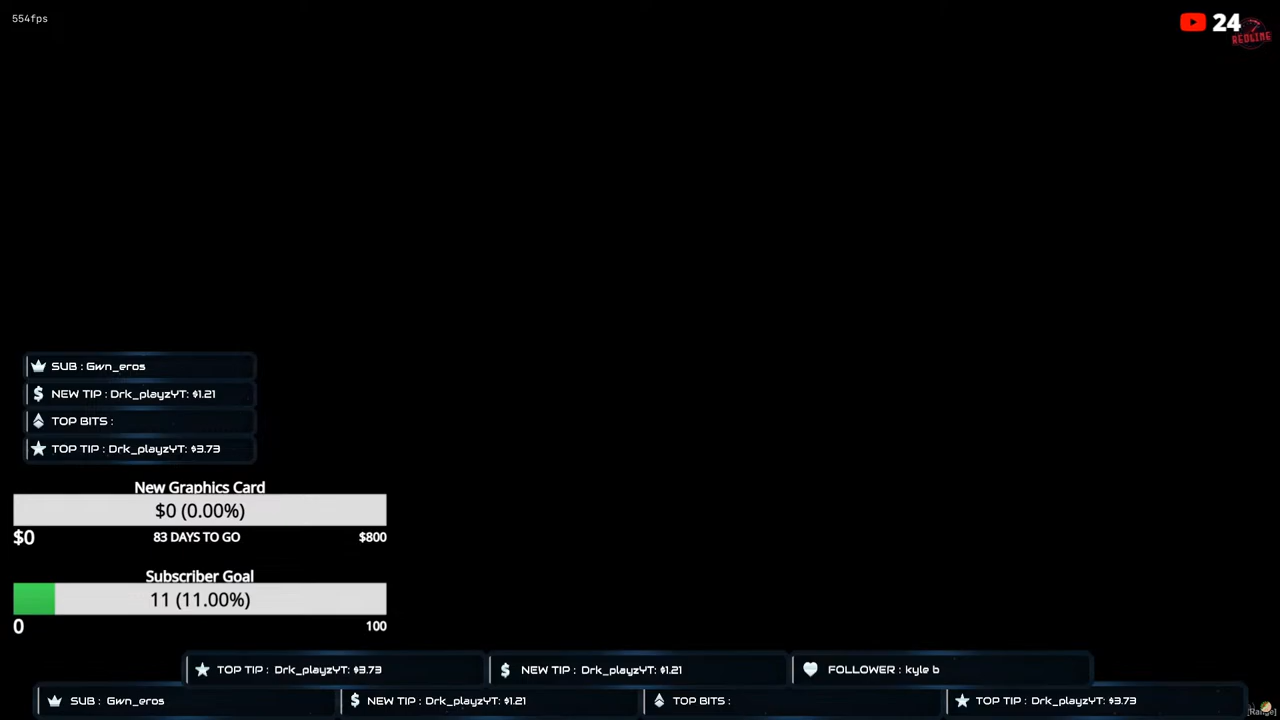 554fps
24
REDLINE
SUB : Gwn_eros
NEW TIP : Drk_playzYT: $1.21
TOP BITS :
TOP TIP : Drk_playzYT: $3.73
New Graphics Card
$0 (0.00%)
$0 83 DAYS TO GO $800
Subscriber Goal
11 (11.00%)
0 100
TOP TIP : Drk_playzYT: $3.73 NEW TIP : Drk_playzYT: $1.21 FOLLOWER : kyle b
SUB : Gwn_eros NEW TIP : Drk_playzYT: $1.21 TOP BITS : TOP TIP : Drk_playzYT: $3.73
[Range]